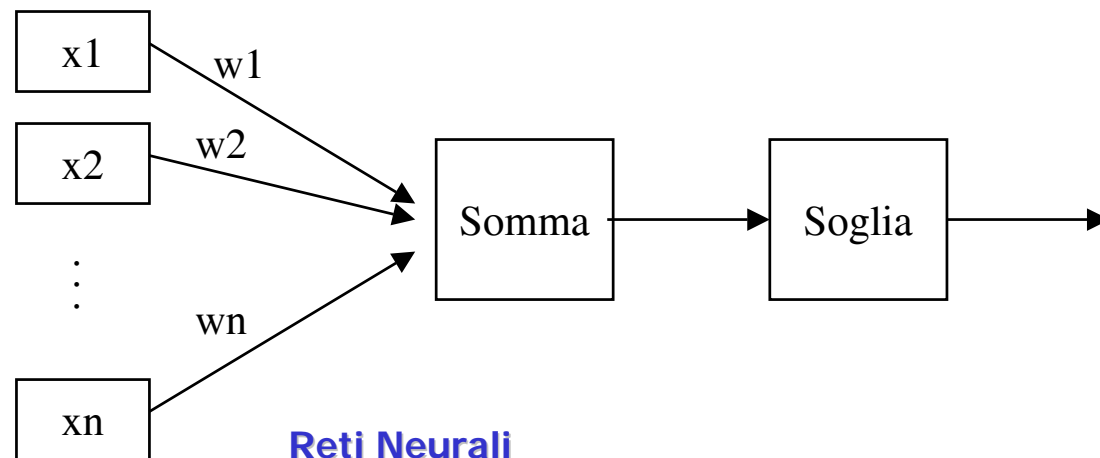 x1
w1
x2
w2
Somma
Soglia
.
.
.
wn
xn
Reti Neurali